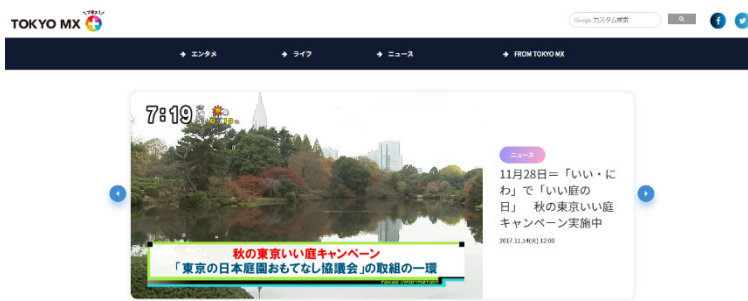 TOKYO MX プラス!
Google カスタム検索
→ エンタメ → ライフ → ニュース → FROM TOKYO MX
7:19
秋の東京いい庭キャンペーン
「東京の日本庭園おもてなし協議会」の取組の一環
TOKYO INFORMATION
ニュース
11月28日＝「いい・に
わ」で「いい庭の
日」　秋の東京いい庭
キャンペーン実施中
2017.11.14(火) 12:00